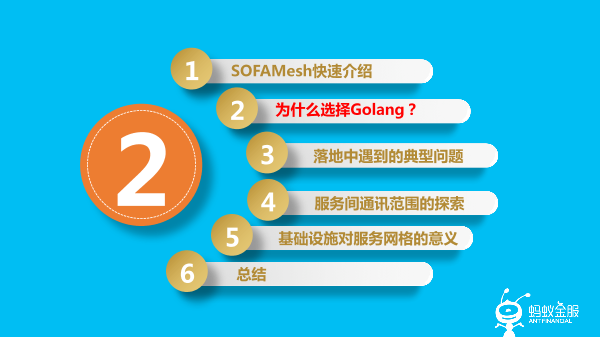 2
1 SOFAMesh快速介绍
2 为什么选择Golang？
3 落地中遇到的典型问题
4 服务间通讯范围的探索
5 基础设施对服务网格的意义
6 总结
蚂蚁金服
ANT FINANCIAL